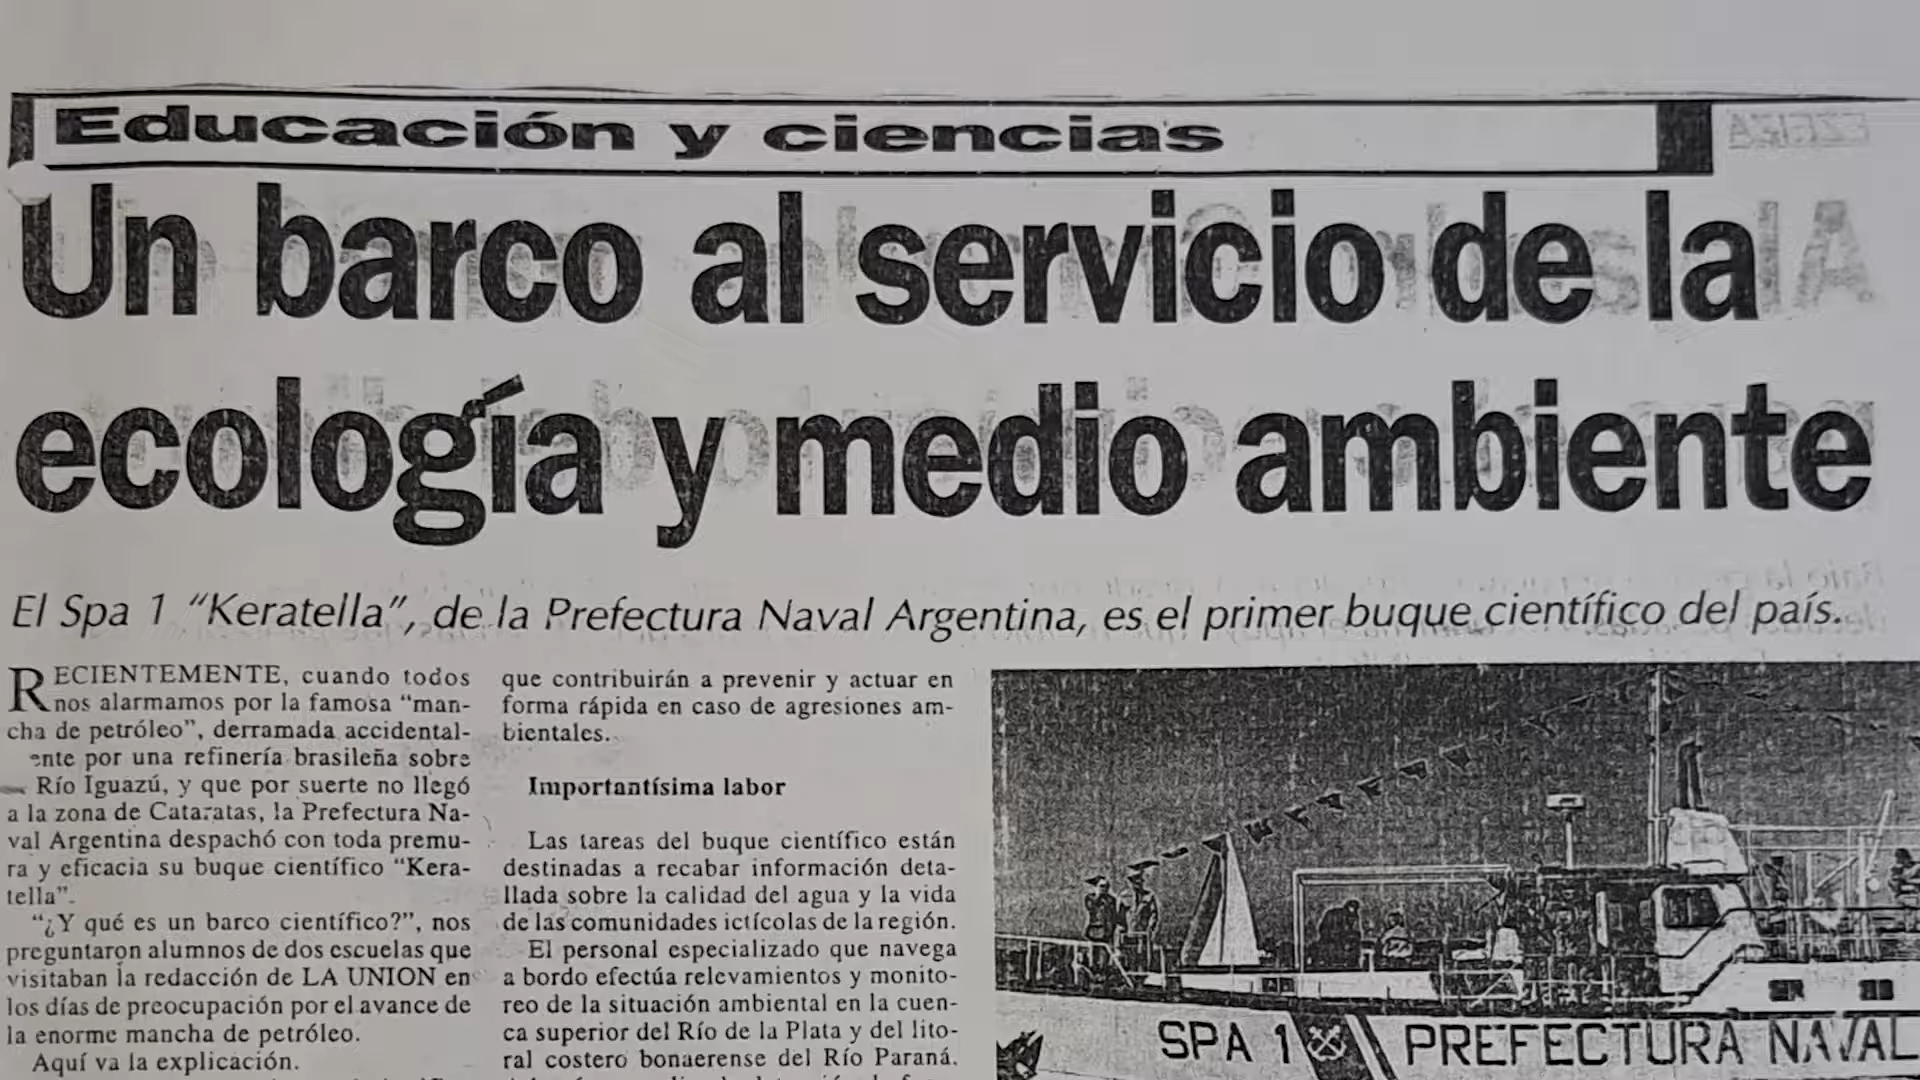 Educación y ciencias
Un barco al servicio de la
ecología y medio ambiente
El Spa 1 “Keratella”, de la Prefectura Naval Argentina, es el primer buque científico del país.
RECIENTEMENTE, cuando todos
nos alarmamos por la famosa “man-
cha de petróleo”, derramada accidental-
ente por una refinería brasileña sobre
Río Iguazú, y que por suerte no llegó
a la zona de Cataratas, la Prefectura Na-
val Argentina despachó con toda premu-
ra y eficacia su buque científico “Kera-
tella”.
“¿Y qué es un barco científico?”, nos
preguntaron alumnos de dos escuelas que
visitaban la redacción de LA UNION en
los días de preocupación por el avance de
la enorme mancha de petróleo.
Aquí va la explicación.
que contribuirán a prevenir y actuar en
forma rápida en caso de agresiones am-
bientales.
Importantísima labor
Las tareas del buque científico están
destinadas a recabar información deta-
llada sobre la calidad del agua y la vida
de las comunidades ictícolas de la región.
El personal especializado que navega
a bordo efectúa relevamientos y monito-
reo de la situación ambiental en la cuen-
ca superior del Río de la Plata y del lito-
ral costero bonaerense del Río Paraná.
SPA 1 PREFECTURA NAVAL